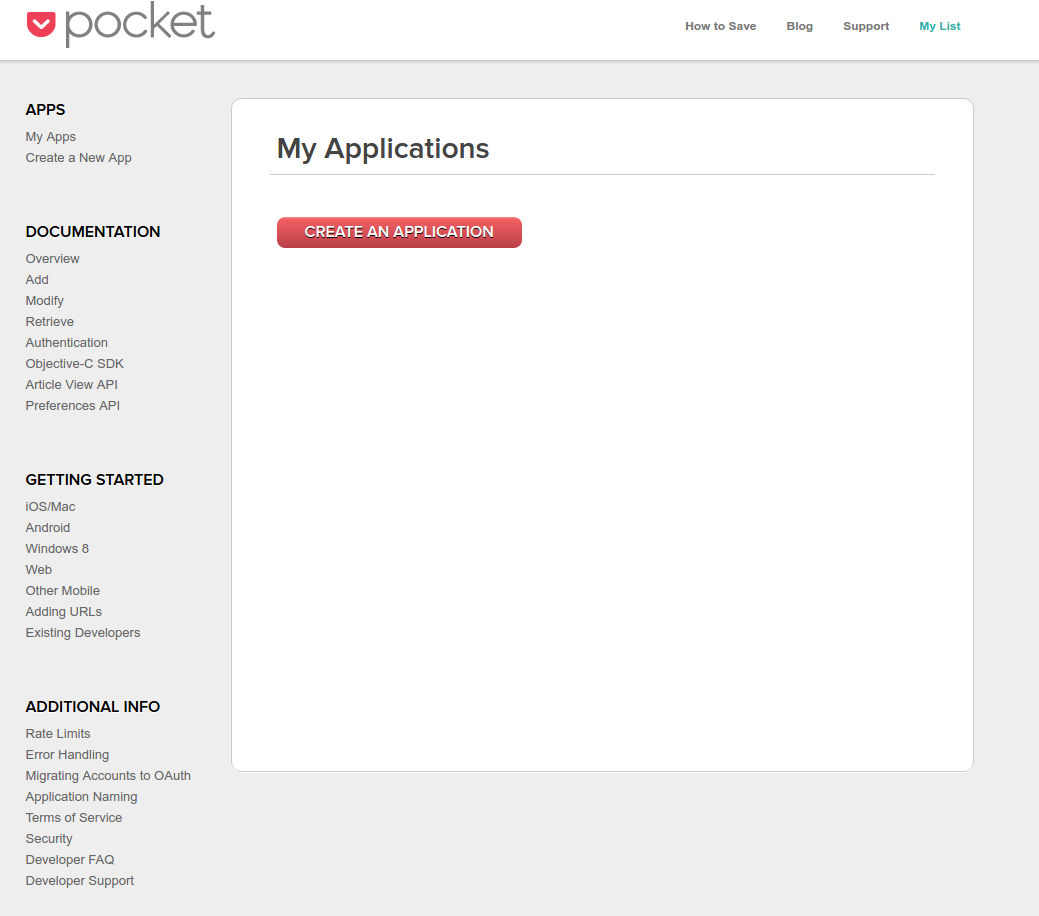 pocket
How to Save
Blog
Support
My List
APPS
My Apps
Create a New App
DOCUMENTATION
Overview
Add
Modify
Retrieve
Authentication
Objective-C SDK
Article View API
Preferences API
GETTING STARTED
iOS/Mac
Android
Windows 8
Web
Other Mobile
Adding URLs
Existing Developers
ADDITIONAL INFO
Rate Limits
Error Handling
Migrating Accounts to OAuth
Application Naming
Terms of Service
Security
Developer FAQ
Developer Support
My Applications
CREATE AN APPLICATION